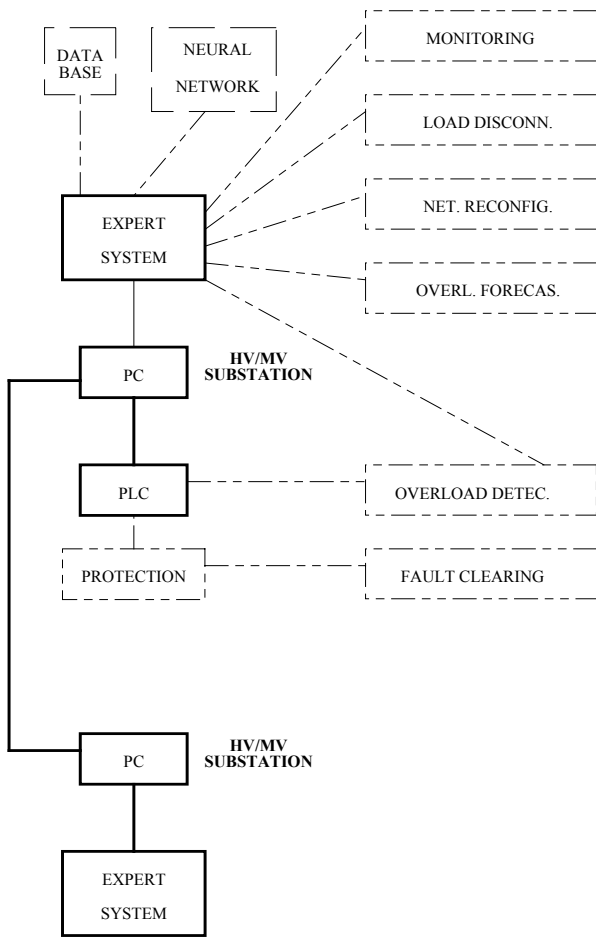 DATA
BASE
NEURAL
NETWORK
MONITORING
LOAD DISCONN.
NET. RECONFIG.
OVERL. FORECAS.
EXPERT
SYSTEM
PC
HV/MV
SUBSTATION
PLC
OVERLOAD DETEC.
PROTECTION
FAULT CLEARING
PC
HV/MV
SUBSTATION
EXPERT
SYSTEM